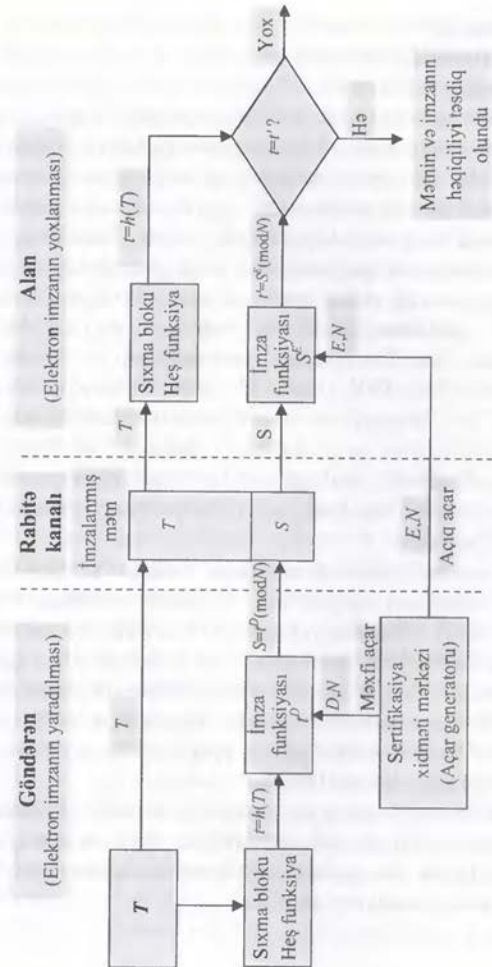 Göndərən
(Elektron imzanın yaradılması)
Rabitə
kanalı
Alan
(Elektron imzanın yoxlanması)
T
T
İmzalanmış
mətn
T
S
T
Sıxma bloku
Heş funksiya
t=h(T)
t=h(T)
Sıxma bloku
Heş funksiya
İmza
funksiyası
t^D
S=t^D(modN)
S
İmza
funksiyası
S^E
t'=S^E(modN)
t=t' ?
Yox
Hə
Mətnin və imzanın
həqiqiliyi təsdiq
olundu
D,N
Məxfi açar
Sertifikasiya
xidməti mərkəzi
(Açarlar generatoru)
E,N
Açıq açar
E,N